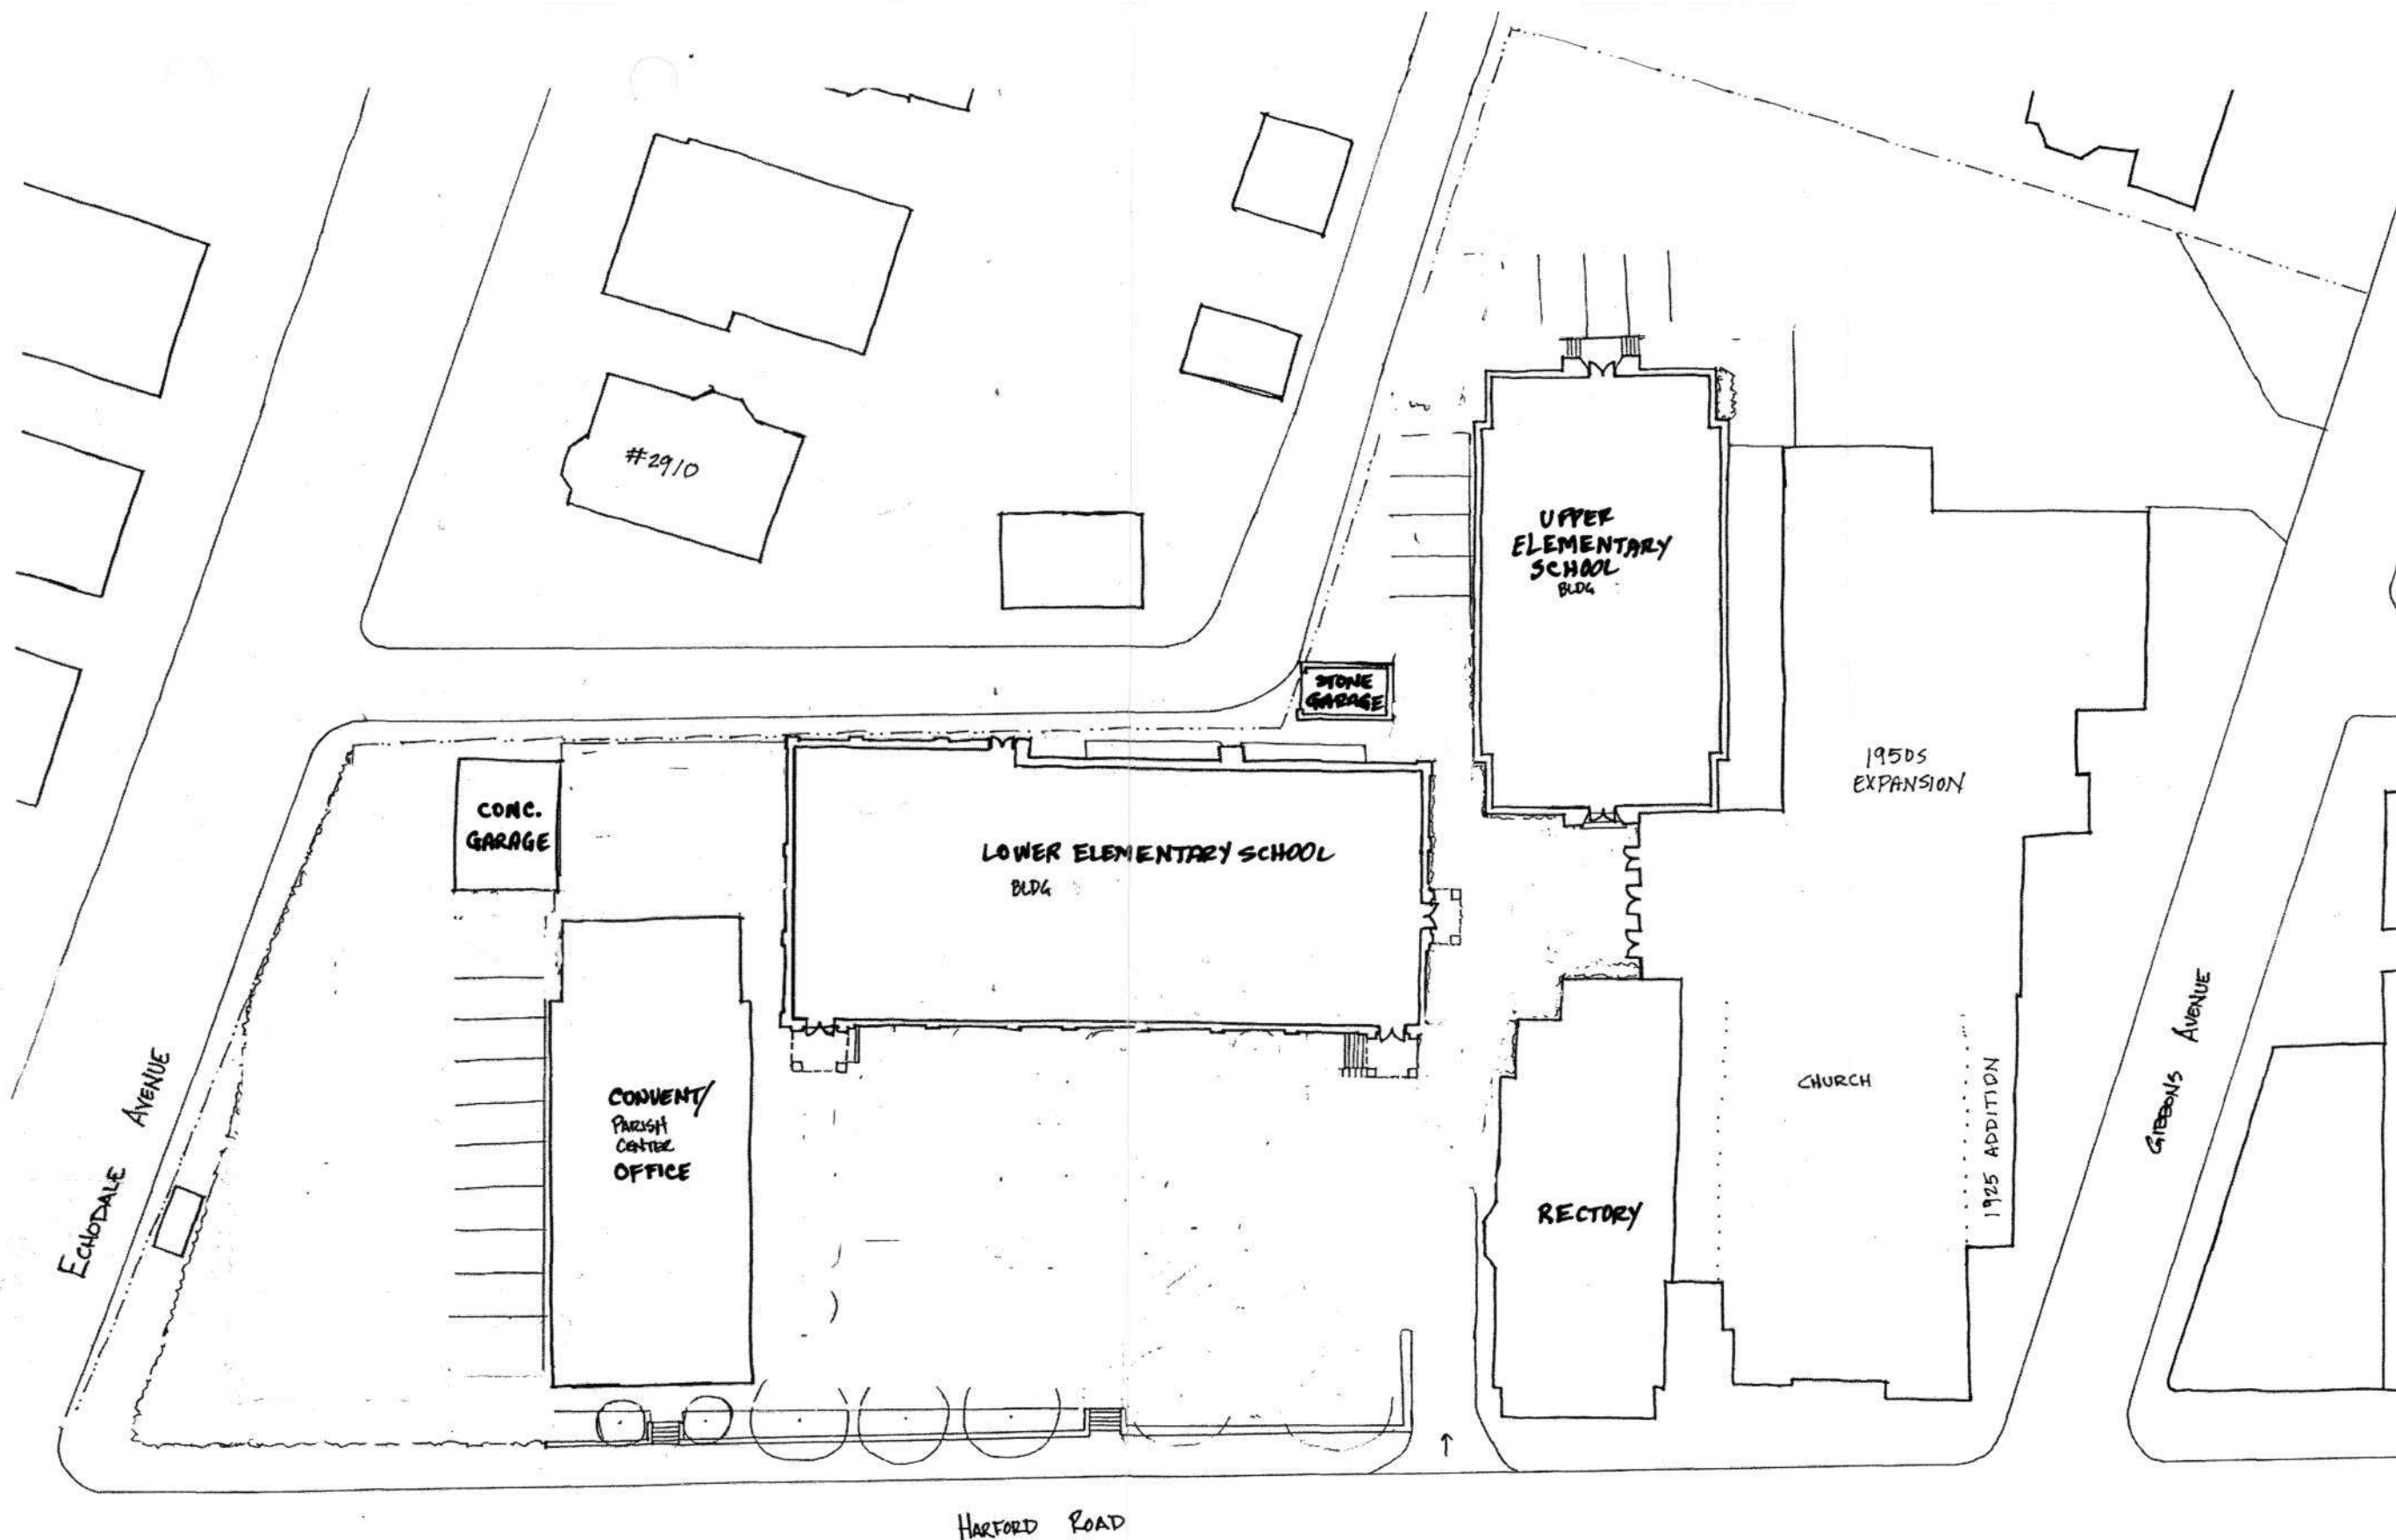 #2910
UPPER
ELEMENTARY
SCHOOL
BLDG
STONE
GARAGE
1950S
EXPANSION
CONC.
GARAGE
LOWER ELEMENTARY SCHOOL
BLDG
CONVENT/
PARISH
CENTER
OFFICE
CHURCH
1925 ADDITION
RECTORY
ECHODALE AVENUE
GIBBONS AVENUE
HARFORD ROAD